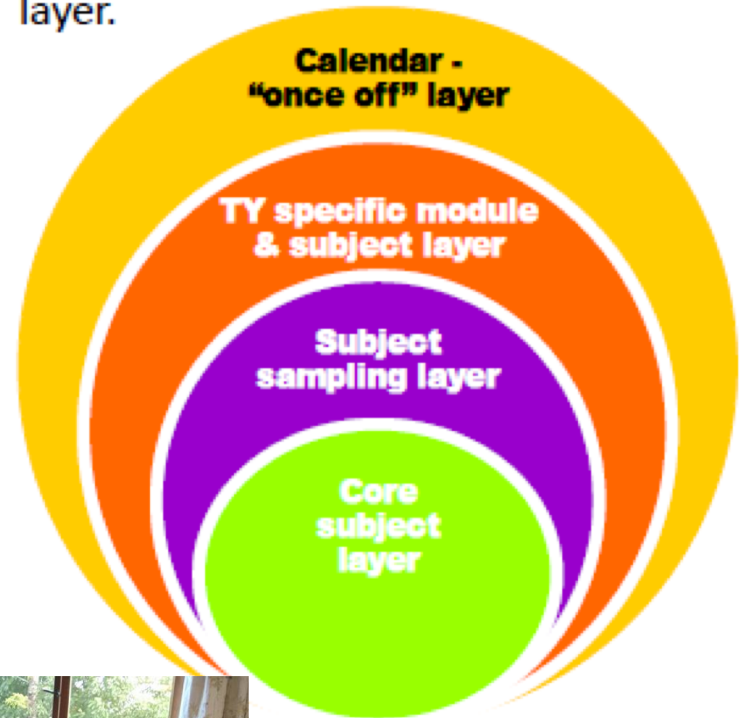 layer.
Calendar -
“once off” layer
TY specific module
& subject layer
Subject
sampling layer
Core
subject
layer